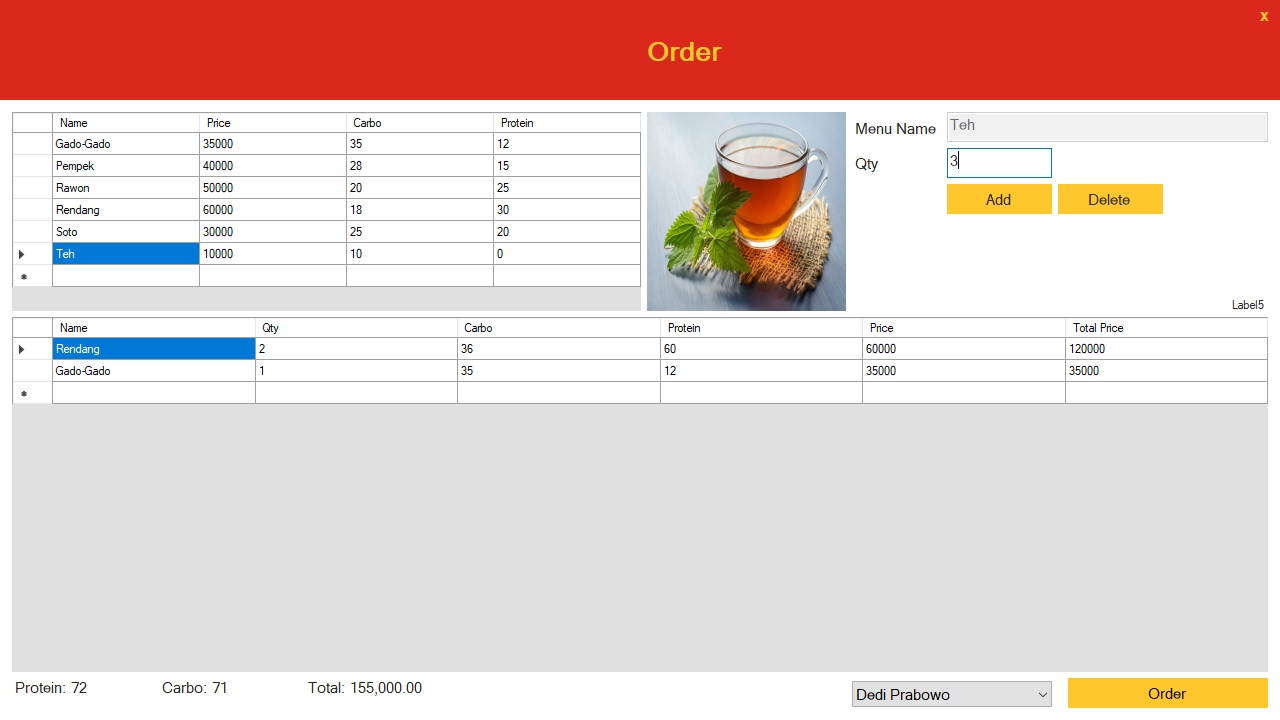 x
Order
Name Price Carbo Protein
Gado-Gado 35000 35 12
Pempek 40000 28 15
Rawon 50000 20 25
Rendang 60000 18 30
Soto 30000 25 20
Teh 10000 10 0
Menu Name Teh
Qty 3
Add Delete
Label5
Name Qty Carbo Protein Price Total Price
Rendang 2 36 60 60000 120000
Gado-Gado 1 35 12 35000 35000
Protein: 72 Carbo: 71 Total: 155,000.00 Dedi Prabowo Order